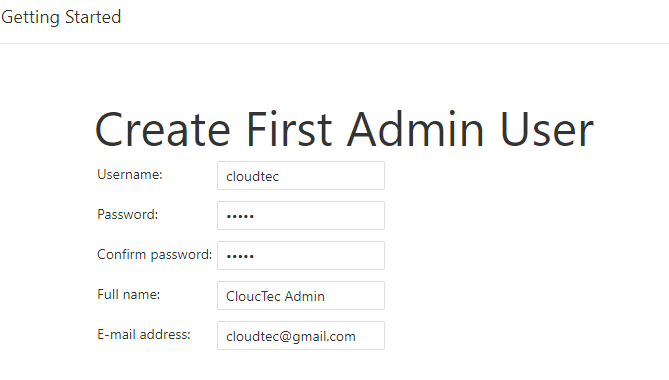 Getting Started
Create First Admin User
Username: cloudtec
Password: •••••
Confirm password: •••••
Full name: CloucTec Admin
E-mail address: cloudtec@gmail.com